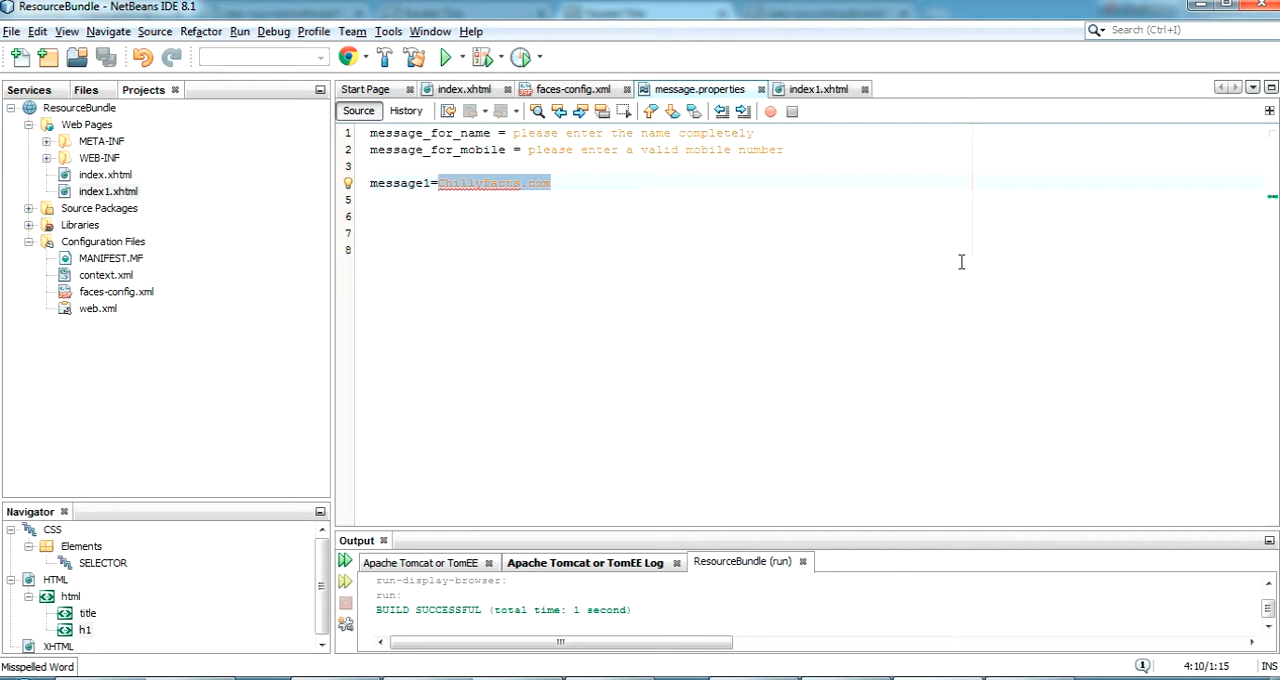 ResourceBundle - NetBeans IDE 8.1
File Edit View Navigate Source Refactor Run Debug Profile Team Tools Window Help
Search (Ctrl+I)
Services Files Projects
Start Page index.xhtml faces-config.xml message.properties index1.xhtml
Source History
ResourceBundle
Web Pages
META-INF
WEB-INF
index.xhtml
index1.xhtml
Source Packages
Libraries
Configuration Files
MANIFEST.MF
context.xml
faces-config.xml
web.xml
1 message_for_name = please enter the name completely
2 message_for_mobile = please enter a valid mobile number
3
4 message1=Chillyfacts.com
5
6
7
8
Navigator
CSS
Elements
SELECTOR
HTML
html
title
h1
XHTML
Output
Apache Tomcat or TomEE Apache Tomcat or TomEE Log ResourceBundle (run)
run-display-browser:
run:
BUILD SUCCESSFUL (total time: 1 second)
Misspelled Word
1 4:10/1:15 INS